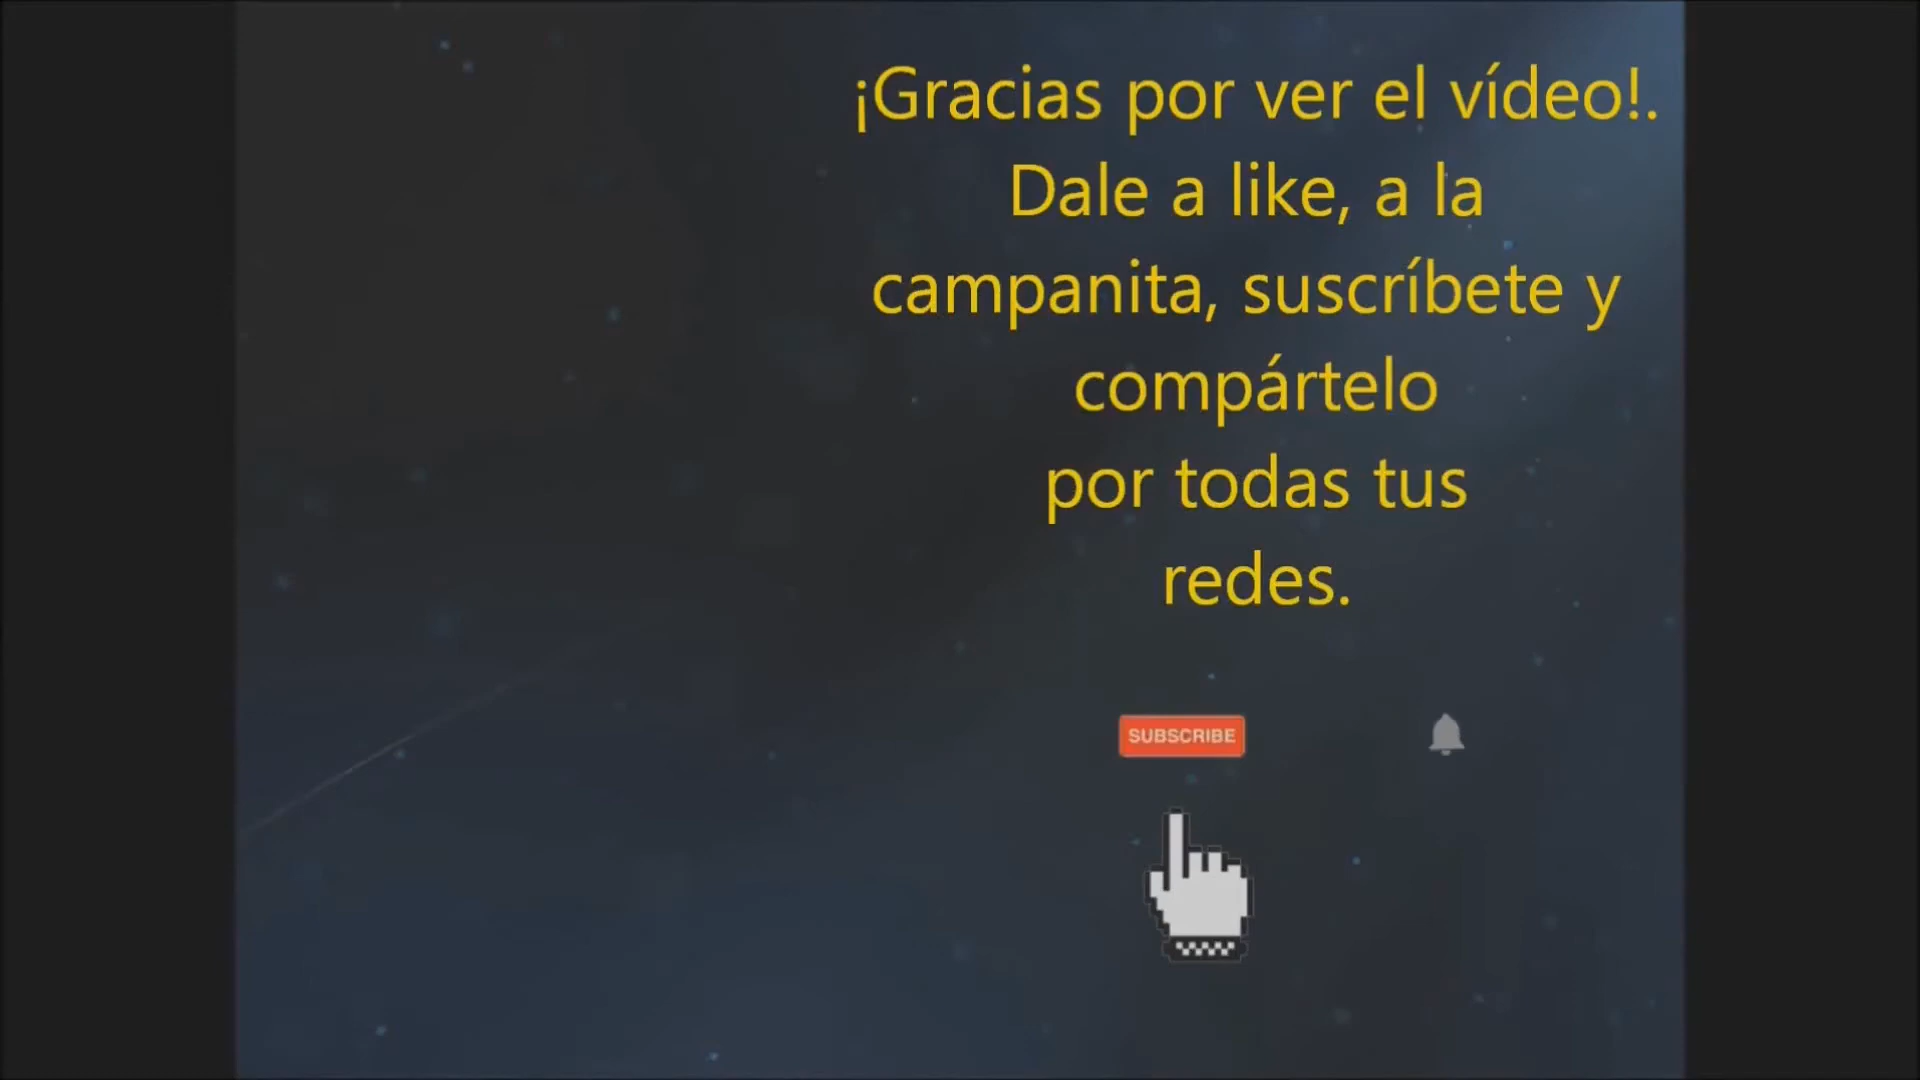 ¡Gracias por ver el vídeo!.
Dale a like, a la
campanita, suscríbete y
compártelo
por todas tus
redes.
SUBSCRIBE